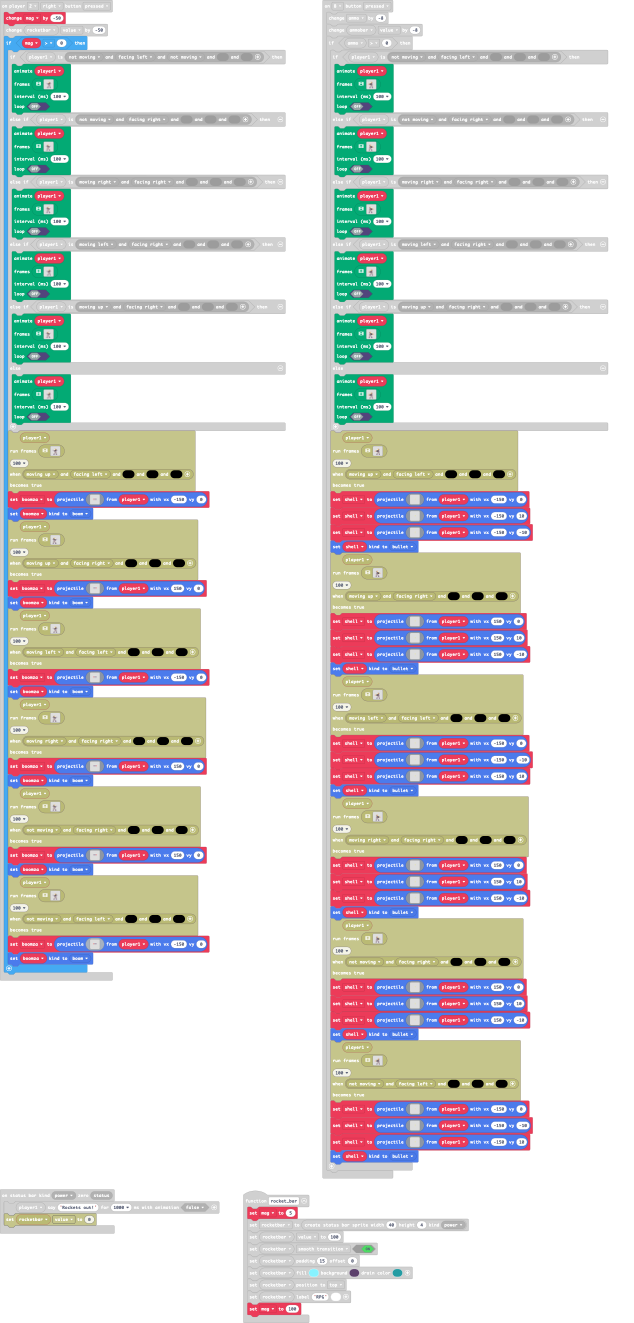 on player 2 right button pressed
change mag by -50
change rocketbar value by -50
if mag > 0 then
if player1 is not moving and facing left and not moving and and then
animate player1
frames
interval (ms) 100
loop OFF
else if player1 is not moving and facing right and and and then
animate player1
frames
interval (ms) 100
loop OFF
else if player1 is moving right and facing right and and and then
animate player1
frames
interval (ms) 100
loop OFF
else if player1 is moving left and facing right and and and then
animate player1
frames
interval (ms) 100
loop OFF
else if player1 is moving up and facing right and and and then
animate player1
frames
interval (ms) 100
loop OFF
else
animate player1
frames
interval (ms) 100
loop OFF
player1
run frames
100
when moving up and facing left and and and
becomes true
set boomzo to projectile from player1 with vx -150 vy 0
set boomzo kind to boom
player1
run frames
100
when moving up and facing right and and and
becomes true
set boomzo to projectile from player1 with vx 150 vy 0
set boomzo kind to boom
player1
run frames
100
when moving left and facing left and and and
becomes true
set boomzo to projectile from player1 with vx -150 vy 0
set boomzo kind to boom
player1
run frames
100
when moving right and facing right and and and
becomes true
set boomzo to projectile from player1 with vx 150 vy 0
set boomzo kind to boom
player1
run frames
100
when not moving and facing right and and and
becomes true
set boomzo to projectile from player1 with vx 150 vy 0
set boomzo kind to boom
player1
run frames
100
when not moving and facing left and and and
becomes true
set boomzo to projectile from player1 with vx -150 vy 0
set boomzo kind to boom
on B button pressed
change ammo by -8
change value by -8
if ammo > 0 then
if player1 is not moving and facing left and and and then
animate player1
frames
interval (ms) 100
loop OFF
else if player1 is not moving and facing right and and and then
animate player1
frames
interval (ms) 100
loop OFF
else if player1 is moving right and facing right and and and then
animate player1
frames
interval (ms) 100
loop OFF
else if player1 is moving left and facing right and and and then
animate player1
frames
interval (ms) 100
loop OFF
else if player1 is moving up and facing right and and and then
animate player1
frames
interval (ms) 100
loop OFF
else
animate player1
frames
interval (ms) 100
loop OFF
player1
run frames
100
when moving up and facing left and and and
becomes true
set shell to projectile from player1 with vx -150 vy 0
set shell to projectile from player1 with vx -150 vy 10
set shell to projectile from player1 with vx -150 vy -10
set shell kind to bullet
player1
run frames
100
when moving up and facing right and and and
becomes true
set shell to projectile from player1 with vx 150 vy 0
set shell to projectile from player1 with vx 150 vy 10
set shell to projectile from player1 with vx 150 vy -10
set shell kind to bullet
player1
run frames
100
when moving left and facing left and and and
becomes true
set shell to projectile from player1 with vx -150 vy 0
set shell to projectile from player1 with vx -150 vy -10
set shell to projectile from player1 with vx -150 vy 10
set shell kind to bullet
player1
run frames
100
when moving right and facing right and and and
becomes true
set shell to projectile from player1 with vx 150 vy 0
set shell to projectile from player1 with vx 150 vy 10
set shell to projectile from player1 with vx 150 vy -10
set shell kind to bullet
player1
run frames
100
when not moving and facing right and and and
becomes true
set shell to projectile from player1 with vx 150 vy 0
set shell to projectile from player1 with vx 150 vy 10
set shell to projectile from player1 with vx 150 vy -10
set shell kind to bullet
player1
run frames
100
when not moving and facing left and and and
becomes true
set shell to projectile from player1 with vx -150 vy 0
set shell to projectile from player1 with vx -150 vy -10
set shell to projectile from player1 with vx -150 vy 10
set shell kind to bullet
on status bar kind power zero status
player1 say "Rockets out!" for 1000 ms with animation false
set rocketbar value to 0
function rocket_bar
set mag to 5
set rocketbar to create status bar sprite width 40 height 4 kind power
set rocketbar value to 100
set rocketbar smooth transition ON
set rocketbar padding 15 offset 0
set rocketbar fill background drain color
set rocketbar position to top
set rocketbar label "RPG"
set mag to 100